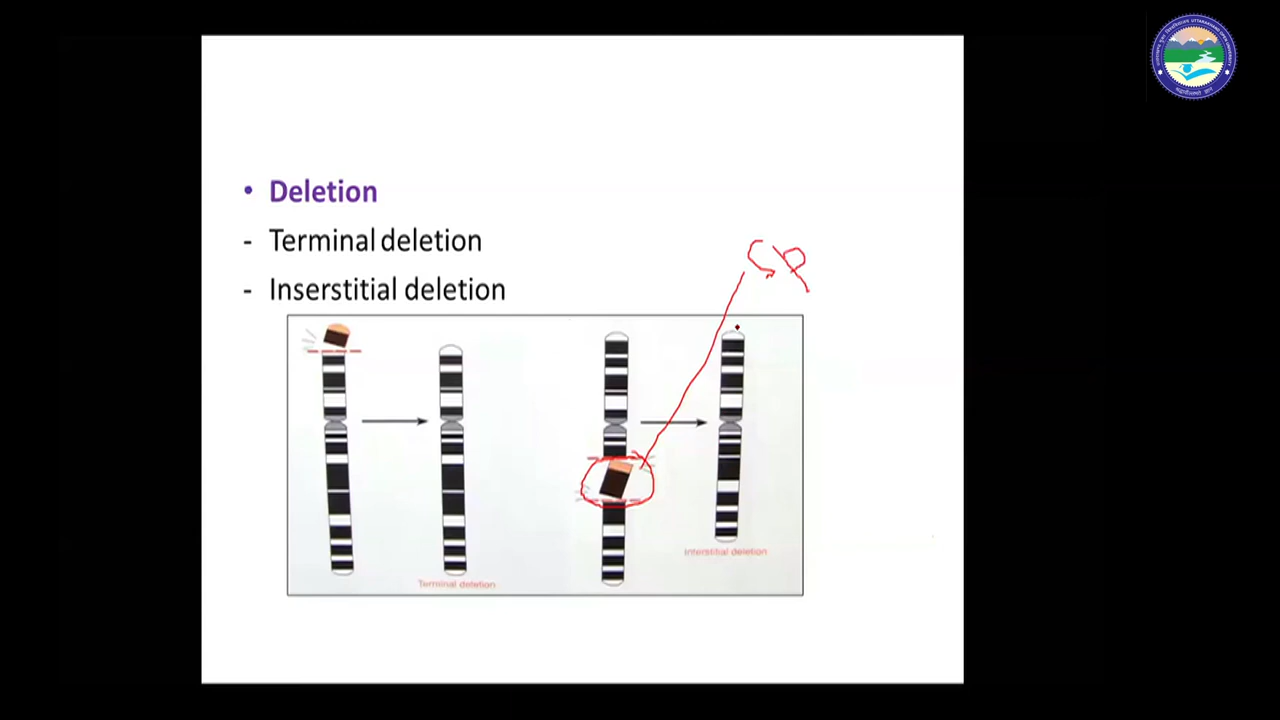 • Deletion
- Terminal deletion
- Inserstitial deletion
Terminal deletion
Interstitial deletion